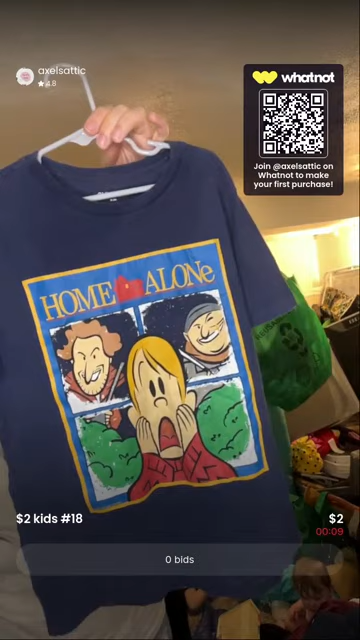 axelsattic
★4.8
whatnot
Join @axelsattic on
Whatnot to make
your first purchase!
HOME ALONe
$2 kids #18
$2
00:09
0 bids